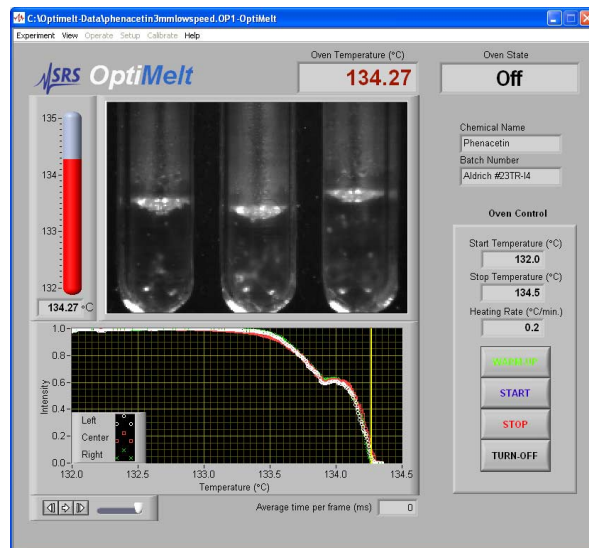 C:\Optimelt-Data\phenacetin3mmlowspeed.OP1-OptiMelt
Experiment View Operate Setup Calibrate Help
SRS OptiMelt
Oven Temperature (°C)
134.27
Oven State
Off
135-
134-
133-
132-
134.27 °C
Chemical Name
Phenacetin
Batch Number
Aldrich #23TR-I4
Oven Control
Start Temperature (°C)
132.0
Stop Temperature (°C)
134.5
Heating Rate (°C/min.)
0.2
START
STOP
TURN-OFF
Intensity
1.0-
0.8-
0.6-
0.4-
0.2-
0.0-
Left
Center
Right
132.0 132.5 133.0 133.5 134.0 134.5
Temperature (°C)
Average time per frame (ms) 0